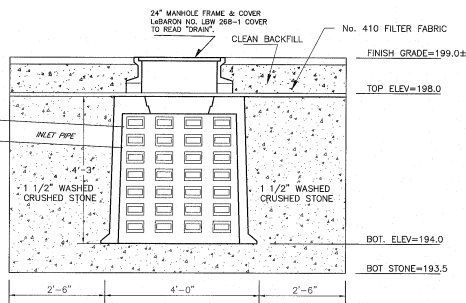 24" MANHOLE FRAME & COVER
LeBARON NO. LBW 268-1 COVER
TO READ "DRAIN".
CLEAN BACKFILL
No. 410 FILTER FABRIC
FINISH GRADE=199.0±
TOP ELEV=198.0
INLET PIPE
4'-3"
1 1/2" WASHED
CRUSHED STONE
1 1/2" WASHED
CRUSHED STONE
BOT. ELEV=194.0
BOT STONE=193.5
2'-6"
4'-0"
2'-6"